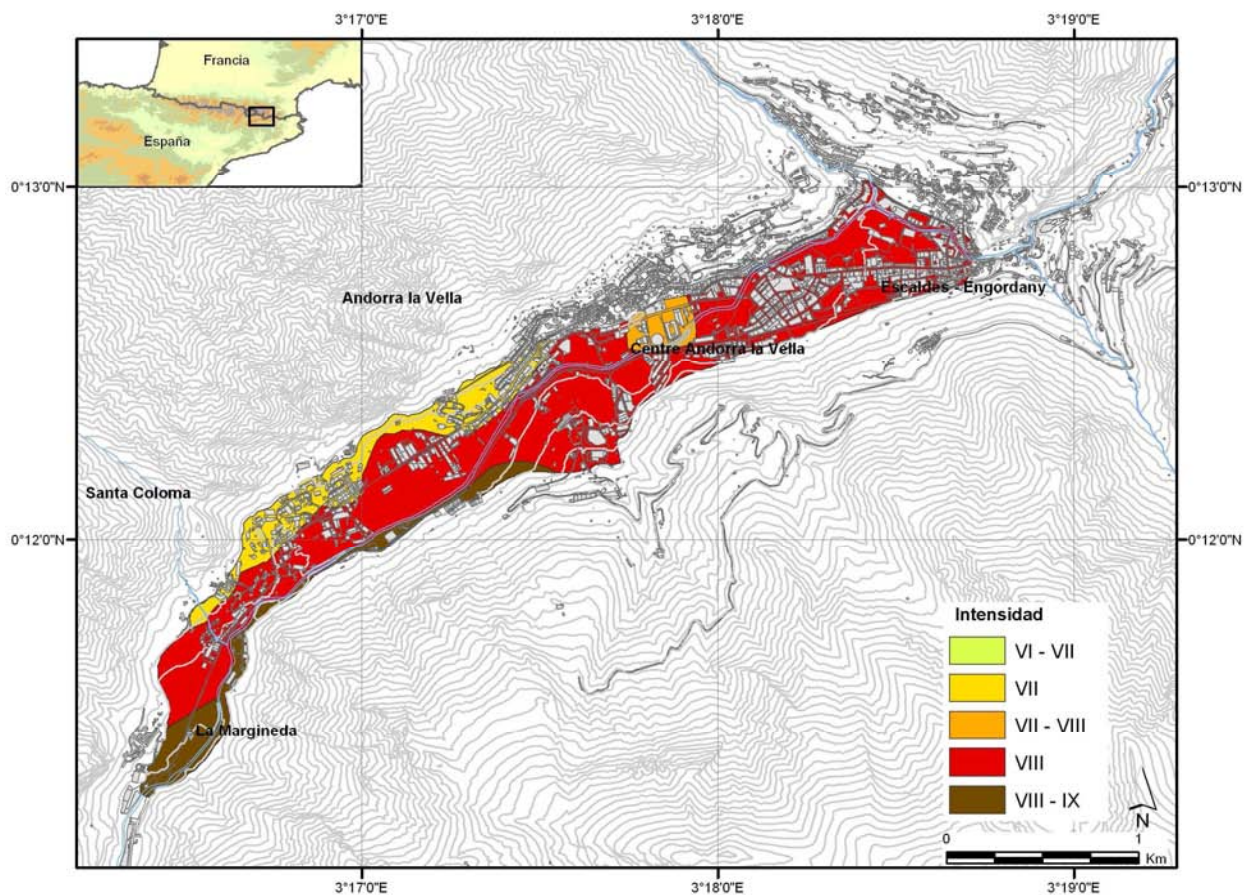 3°17'0"E
3°18'0"E
3°19'0"E
Francia
España
0°13'0"N
0°13'0"N
Andorra la Vella
Escaldes - Engordany
Centre Andorra la Vella
Santa Coloma
0°12'0"N
0°12'0"N
La Margineda
Intensidad
VI - VII
VII
VII - VIII
VIII
VIII - IX
N
0
1
Km
3°17'0"E
3°18'0"E
3°19'0"E